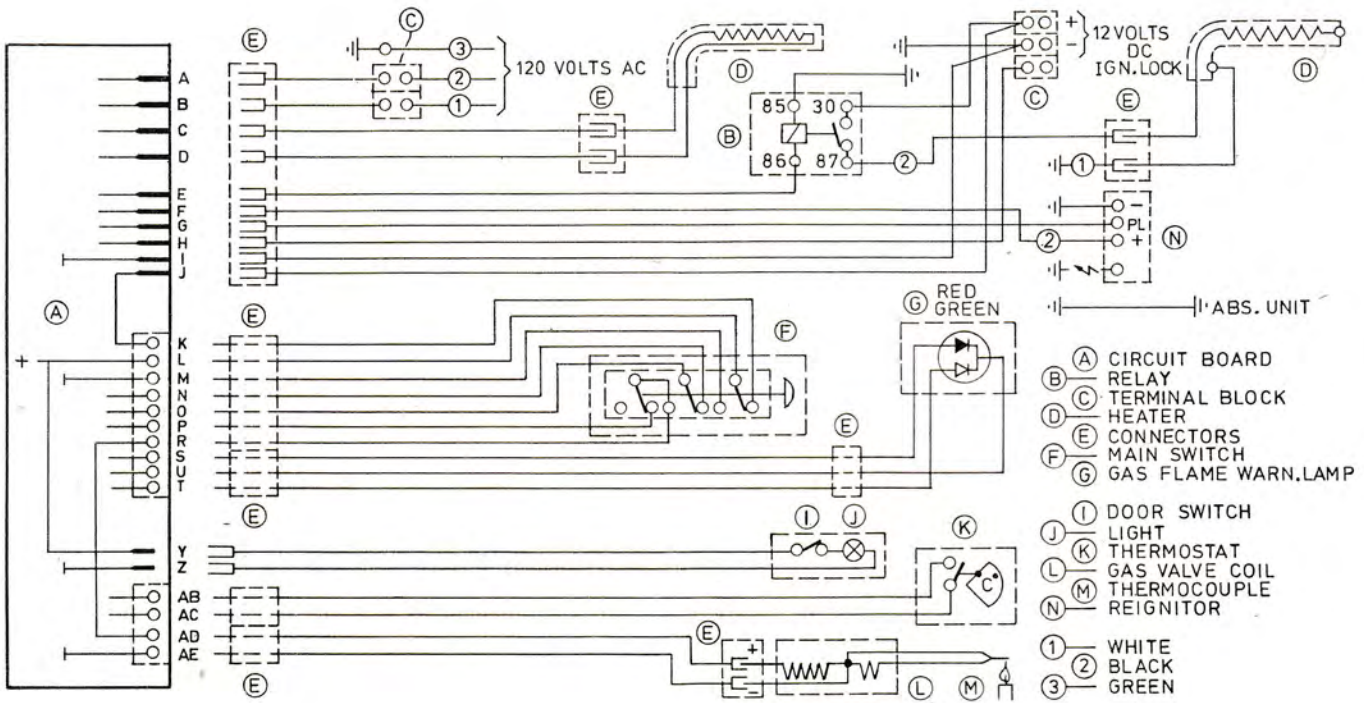 Ⓔ Ⓒ
③
② 120 VOLTS AC
①
Ⓓ
Ⓔ
+ 12 VOLTS
- DC
IGN. LOCK
Ⓒ
Ⓓ
Ⓔ
Ⓑ
85 30
86 87
②
①
-
PL
+
②
Ⓝ
ABS. UNIT
A
B
C
D
E
F
G
H
I
J
Ⓐ
Ⓔ
+
K
L
M
N
O
P
R
S
U
T
Ⓔ
Ⓕ
Ⓖ RED
GREEN
Ⓔ
Y
Z
Ⓘ Ⓙ
Ⓚ
C°
AB
AC
AD
AE
Ⓔ
Ⓔ
+
-
Ⓛ Ⓜ
Ⓐ CIRCUIT BOARD
Ⓑ RELAY
Ⓒ TERMINAL BLOCK
Ⓓ HEATER
Ⓔ CONNECTORS
Ⓕ MAIN SWITCH
Ⓖ GAS FLAME WARN.LAMP
Ⓘ DOOR SWITCH
Ⓙ LIGHT
Ⓚ THERMOSTAT
Ⓛ GAS VALVE COIL
Ⓜ THERMOCOUPLE
Ⓝ REIGNITOR
① WHITE
② BLACK
③ GREEN